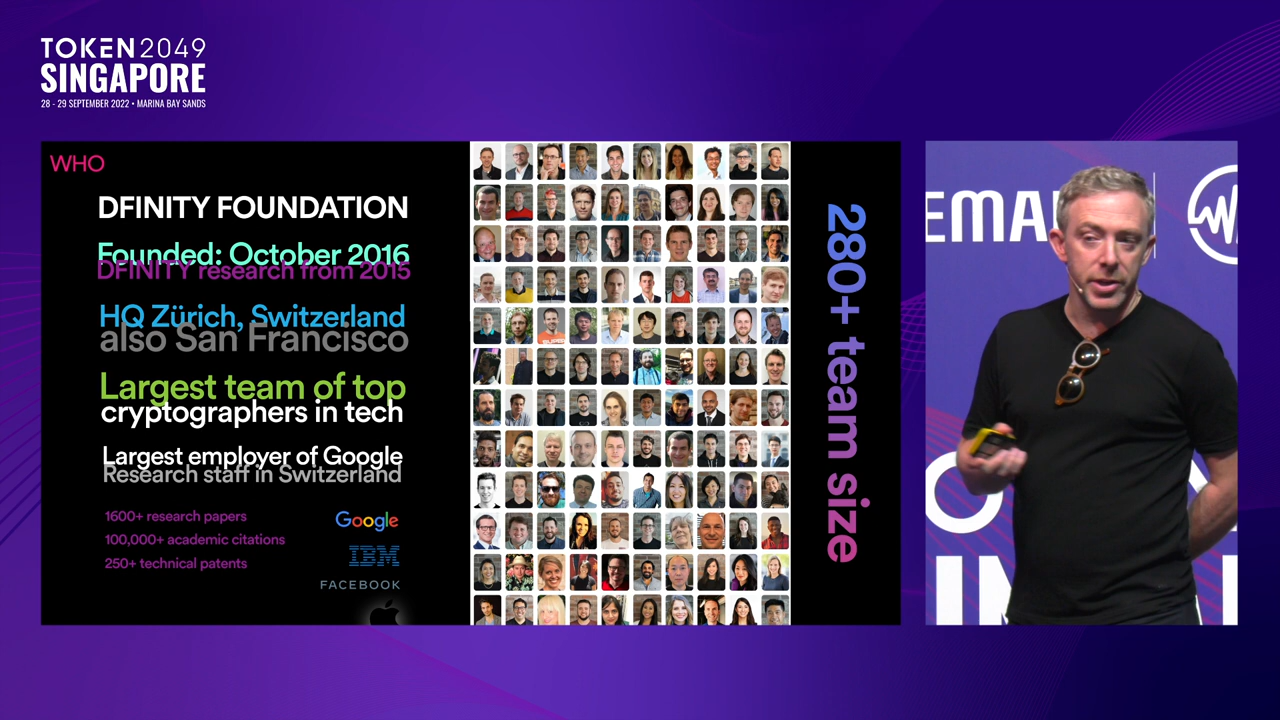 TOKEN2049
SINGAPORE
28 - 29 SEPTEMBER 2022 • MARINA BAY SANDS
WHO
DFINITY FOUNDATION
Founded: October 2016
DFINITY research from 2015
HQ Zürich, Switzerland
also San Francisco
Largest team of top
cryptographers in tech
Largest employer of Google
Research staff in Switzerland
1600+ research papers
100,000+ academic citations
250+ technical patents
Google
IBM
FACEBOOK
280+ team size
EMA